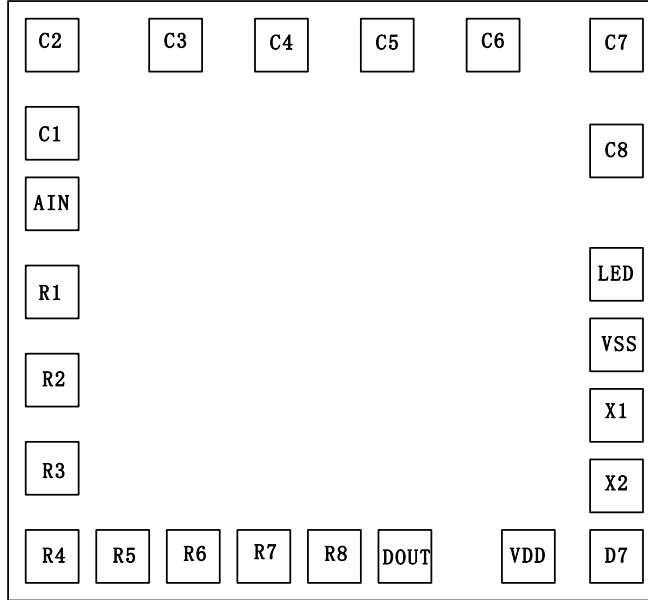 C2 C3 C4 C5 C6 C7
C1
C8
AIN
LED
R1
VSS
R2
X1
R3
X2
R4 R5 R6 R7 R8 DOUT VDD D7